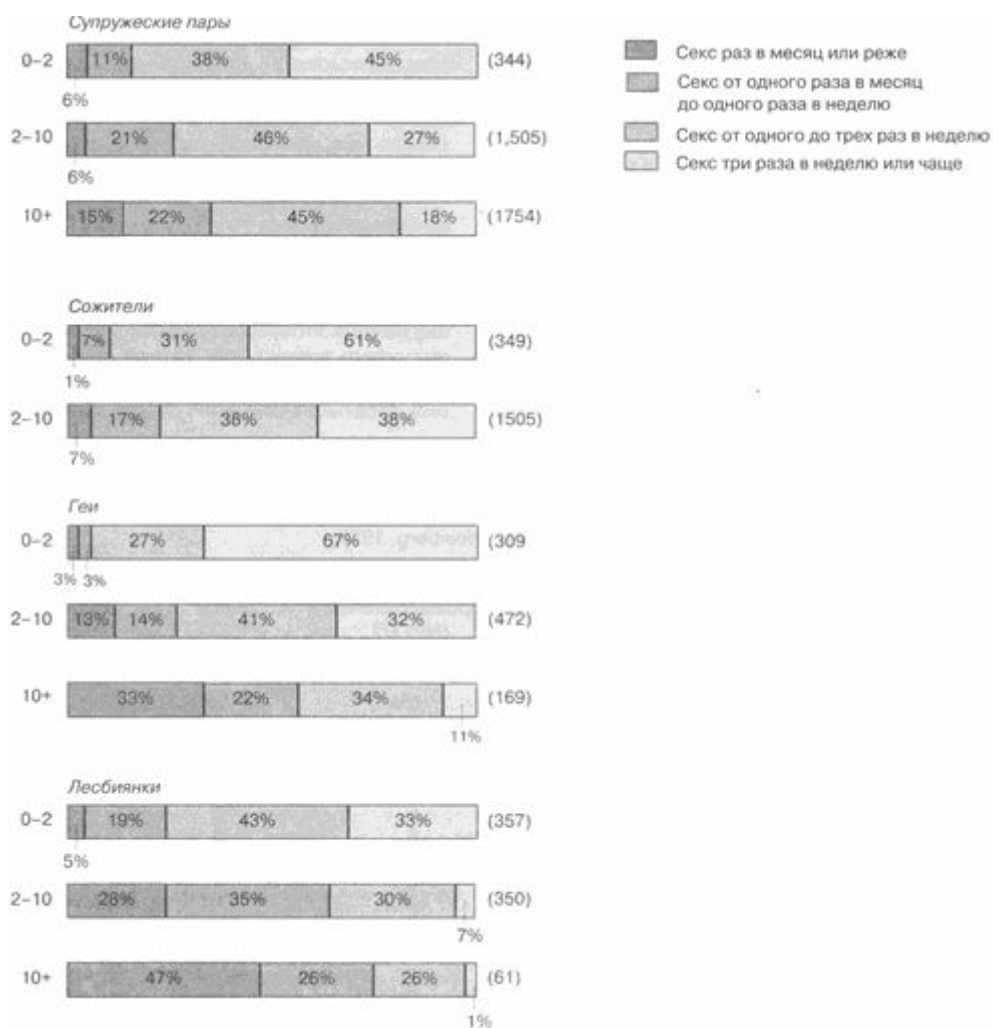 Супружеские пары
0–2 11% 38% 45% (344)
6%
2–10 21% 46% 27% (1,505)
6%
10+ 15% 22% 45% 18% (1754)
Секс раз в месяц или реже
Секс от одного раза в месяц
до одного раза в неделю
Секс от одного до трех раз в неделю
Секс три раза в неделю или чаще
Сожители
0–2 7% 31% 61% (349)
1%
2–10 17% 38% 38% (1505)
7%
Геи
0–2 27% 67% (309
3% 3%
2–10 13% 14% 41% 32% (472)
10+ 33% 22% 34% (169)
11%
Лесбиянки
0–2 19% 43% 33% (357)
5%
2–10 28% 35% 30% (350)
7%
10+ 47% 26% 26% (61)
1%